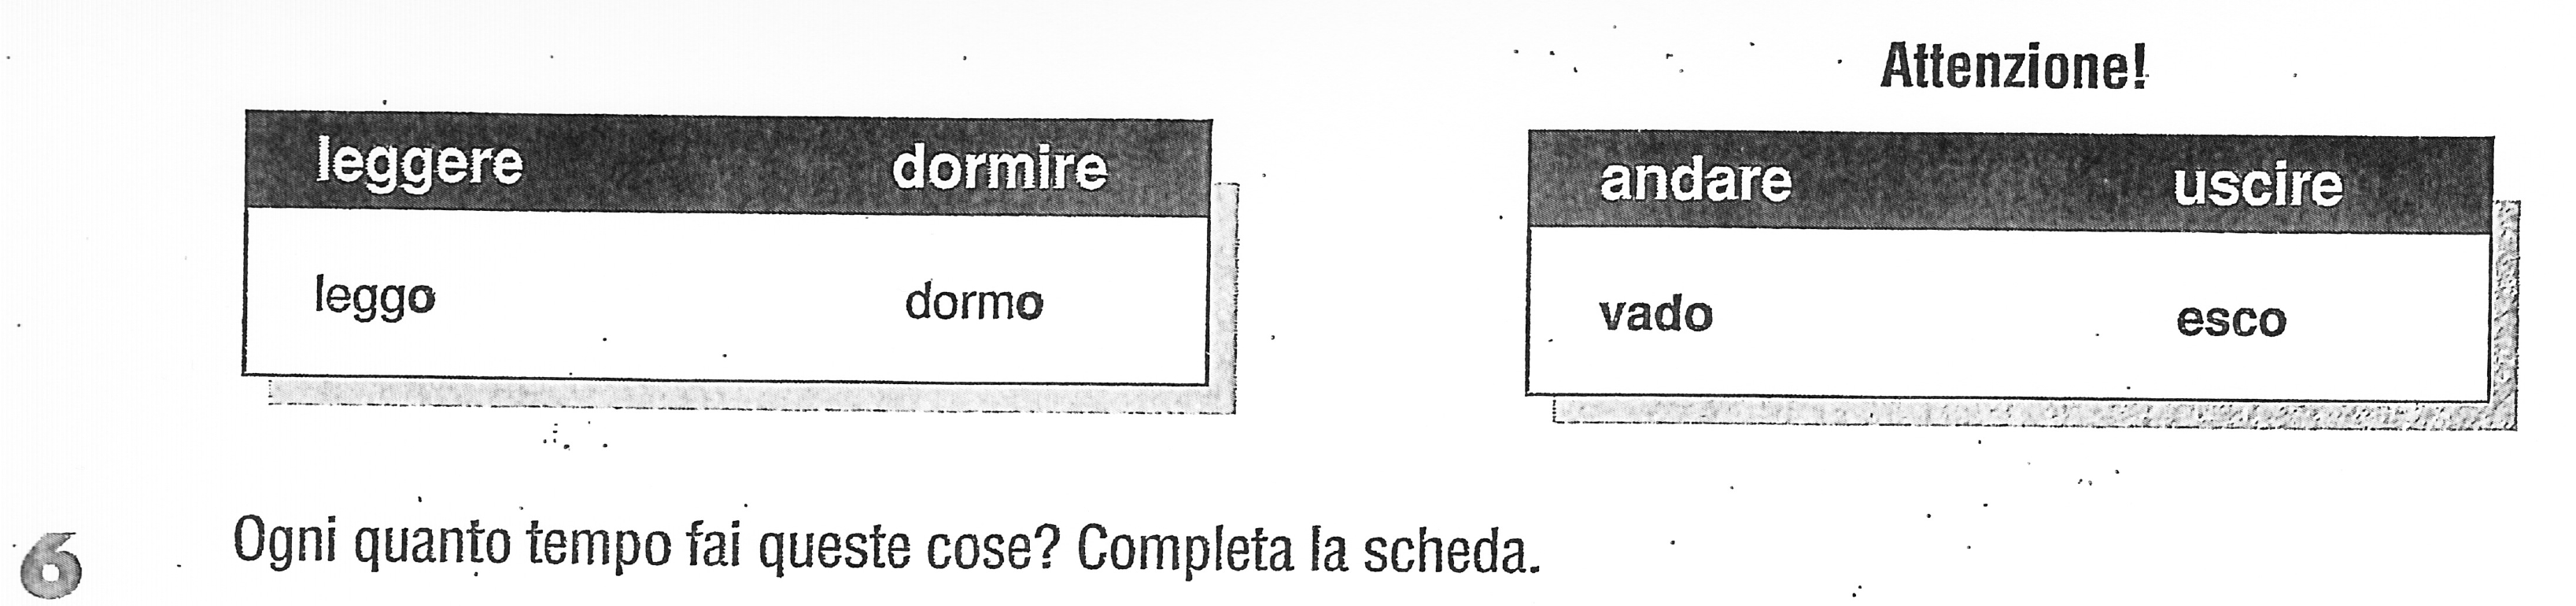 Attenzione!
leggere dormire
andare uscire
leggo dormo
vado esco
6 Ogni quanto tempo fai queste cose? Completa la scheda.